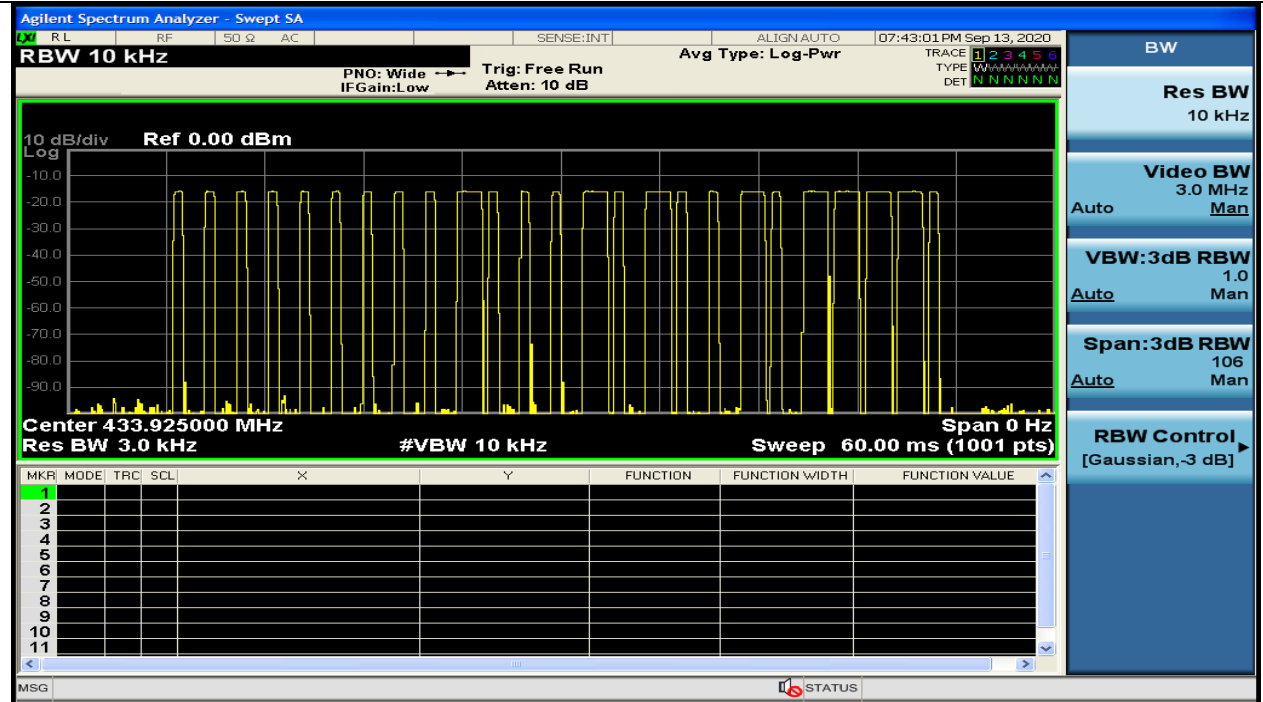 Agilent Spectrum Analyzer - Swept SA
LXI RL RF 50 Ω AC SENSE:INT ALIGN AUTO 07:43:01 PM Sep 13, 2020
RBW 10 kHz
PNO: Wide
IFGain:Low
Trig: Free Run
Atten: 10 dB
Avg Type: Log-Pwr
TRACE 1 2 3 4 5 6
TYPE
DET N N N N N N
10 dB/div Ref 0.00 dBm
Log
-10.0
-20.0
-30.0
-40.0
-50.0
-60.0
-70.0
-80.0
-90.0
Center 433.925000 MHz Span 0 Hz
Res BW 3.0 kHz #VBW 10 kHz Sweep 60.00 ms (1001 pts)
MKR MODE TRC SCL X Y FUNCTION FUNCTION WIDTH FUNCTION VALUE
1
2
3
4
5
6
7
8
9
10
11
MSG STATUS
BW
Res BW
10 kHz
Video BW
3.0 MHz
Auto Man
VBW:3dB RBW
1.0
Auto Man
Span:3dB RBW
106
Auto Man
RBW Control
[Gaussian,-3 dB]